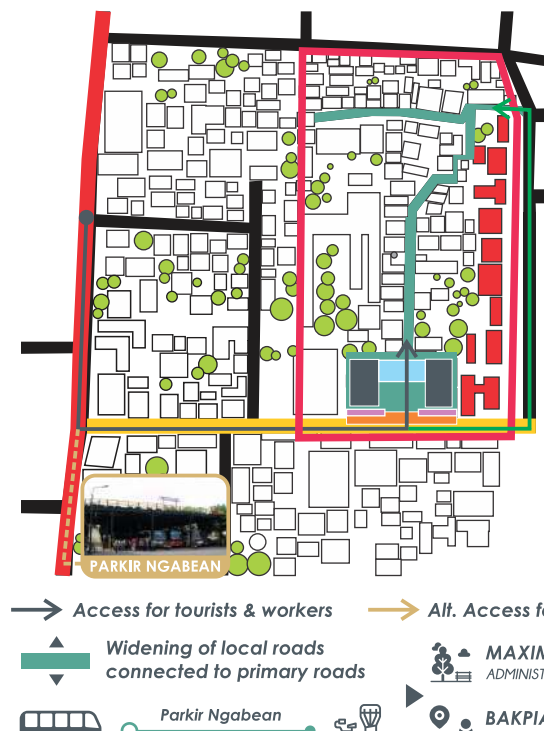 PARKIR NGABEAN
Access for tourists & workers
Alt. Access fo
Widening of local roads
connected to primary roads
MAXIM
ADMINIST
Parkir Ngabean
BAKPIA